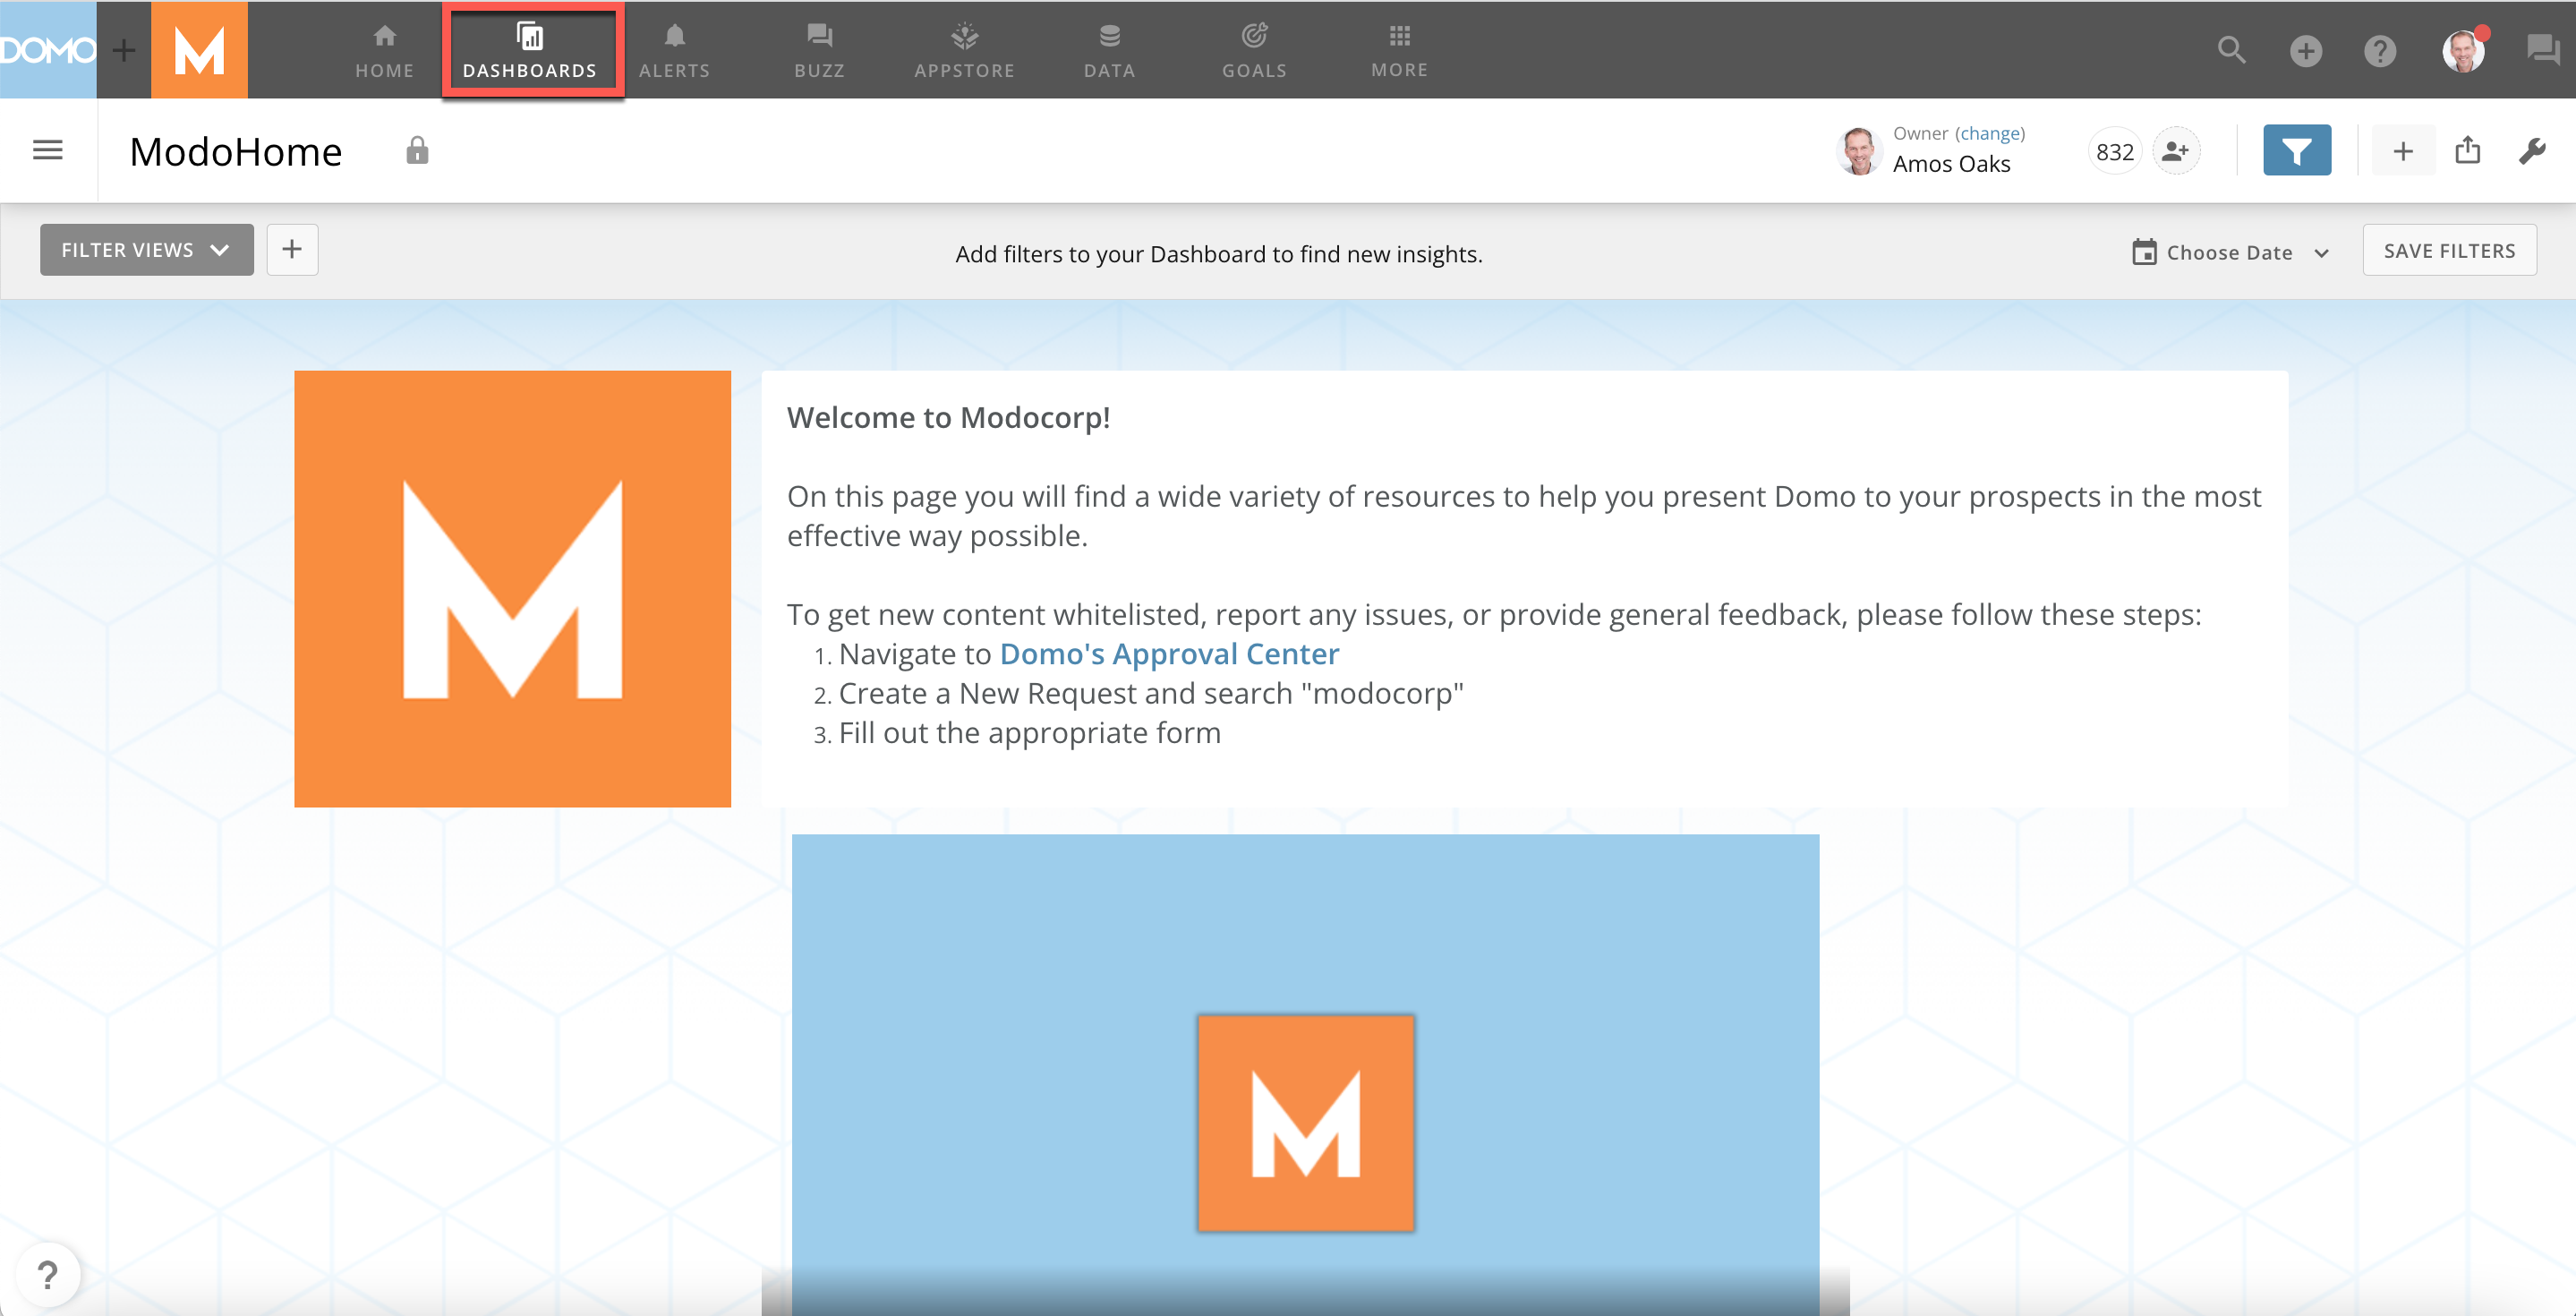 DOMO + M HOME DASHBOARDS ALERTS BUZZ APPSTORE DATA GOALS MORE
ModoHome
Owner (change)
Amos Oaks
832
FILTER VIEWS
Add filters to your Dashboard to find new insights.
Choose Date
SAVE FILTERS
M
Welcome to Modocorp!
On this page you will find a wide variety of resources to help you present Domo to your prospects in the most
effective way possible.
To get new content whitelisted, report any issues, or provide general feedback, please follow these steps:
1. Navigate to Domo's Approval Center
2. Create a New Request and search "modocorp"
3. Fill out the appropriate form
M
?